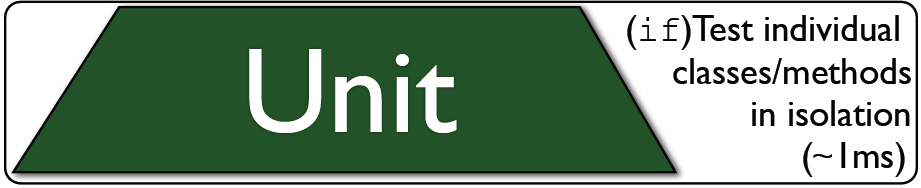 Unit
(if)Test individual
classes/methods
in isolation
(~1ms)